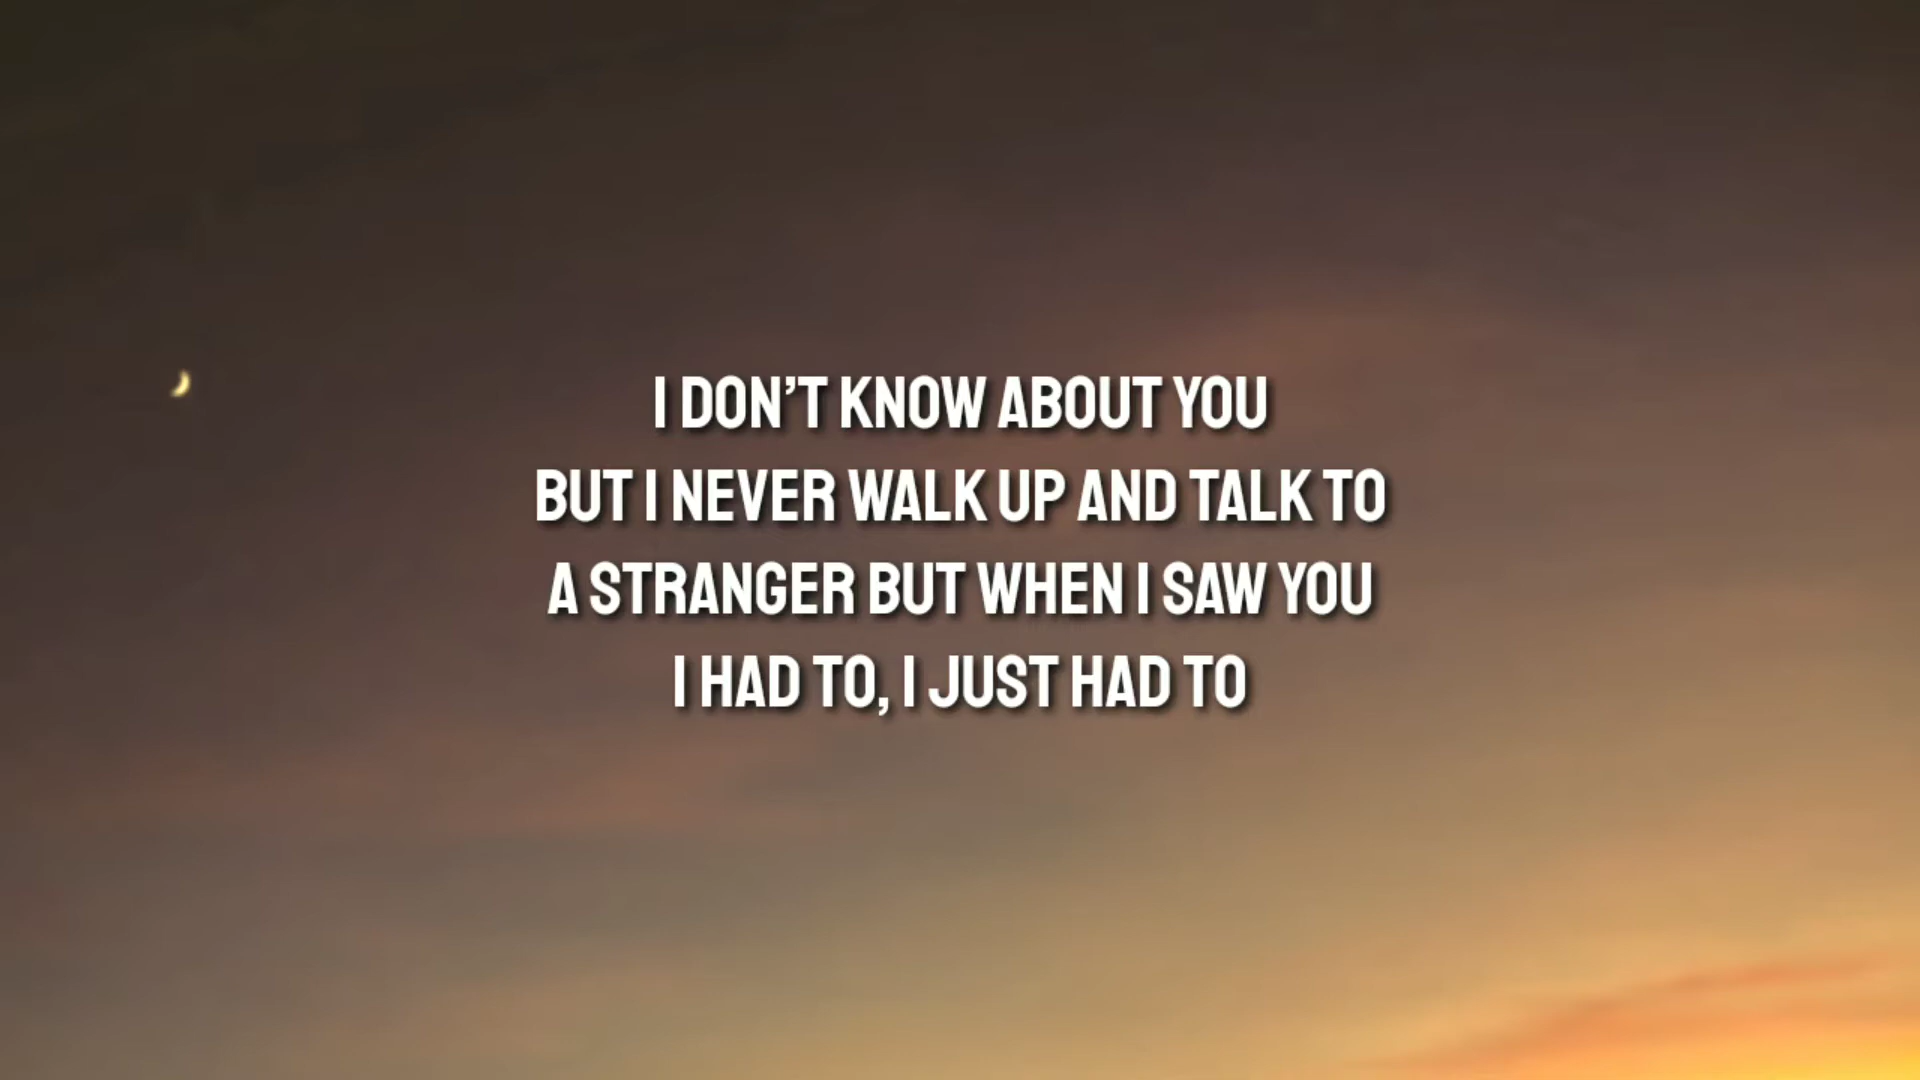 I DON’T KNOW ABOUT YOU
BUT I NEVER WALK UP AND TALK TO
A STRANGER BUT WHEN I SAW YOU
I HAD TO, I JUST HAD TO